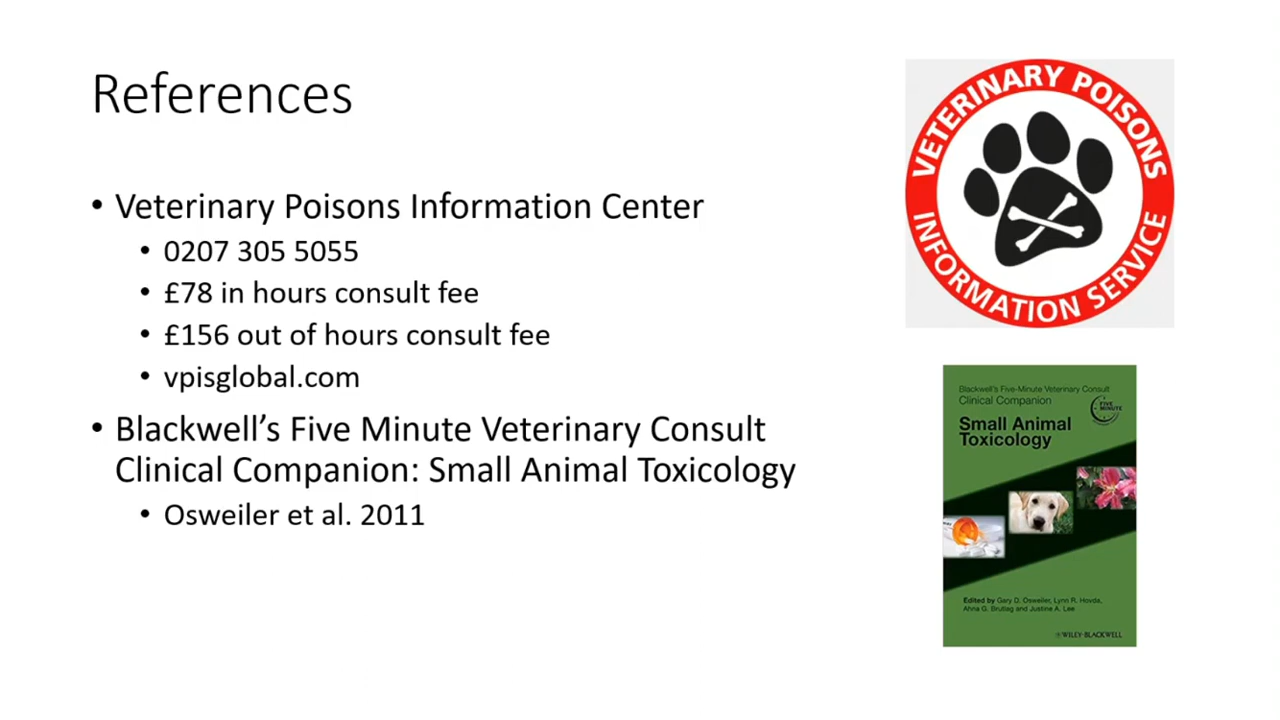 References
• Veterinary Poisons Information Center
• 0207 305 5055
• £78 in hours consult fee
• £156 out of hours consult fee
• vpisglobal.com
• Blackwell’s Five Minute Veterinary Consult
Clinical Companion: Small Animal Toxicology
• Osweiler et al. 2011
VETERINARY POISONS
INFORMATION SERVICE
Blackwell's Five-Minute Veterinary Consult
Clinical Companion
FIVE
MINUTE
Small Animal
Toxicology
Edited by Gary D. Osweiler, Lynn R. Hovda,
Ahna G. Brutlag and Justine A. Lee
WILEY-BLACKWELL